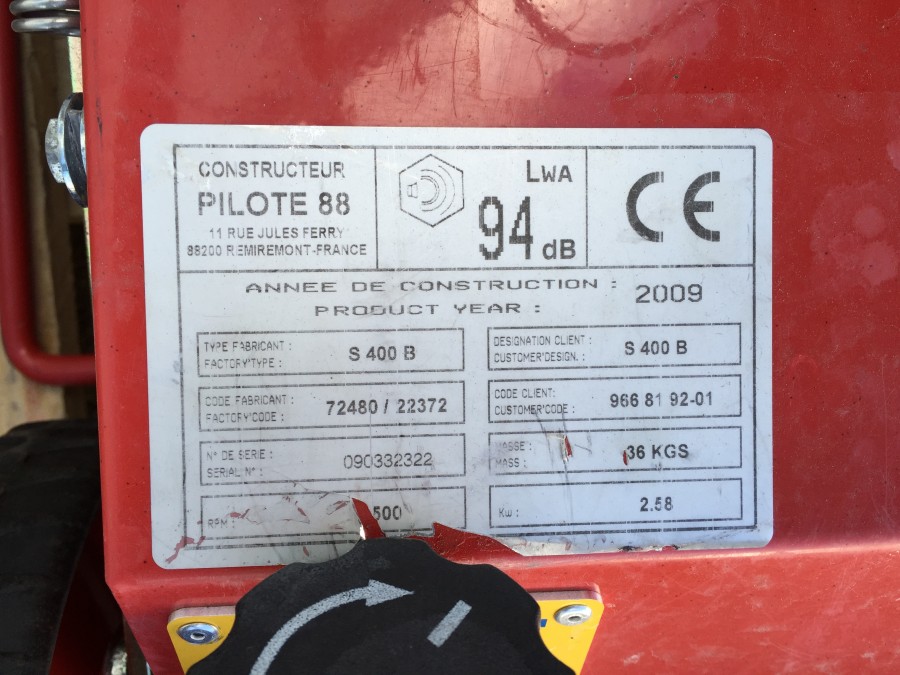 CONSTRUCTEUR
PILOTE 88
11 RUE JULES FERRY
88200 REMIREMONT-FRANCE
LWA
94 dB
CE
ANNEE DE CONSTRUCTION : 2009
PRODUCT YEAR :
TYPE FABRICANT : S 400 B
FACTORY'TYPE :
DESIGNATION CLIENT : S 400 B
CUSTOMER'DESIGN. :
CODE FABRICANT : 72480 / 22372
FACTORY'CODE :
CODE CLIENT: 966 81 92-01
CUSTOMER'CODE :
N° DE SERIE : 090332322
SERIAL N° :
MASSE : 36 KGS
MASS :
RPM : 500
Kw : 2.58